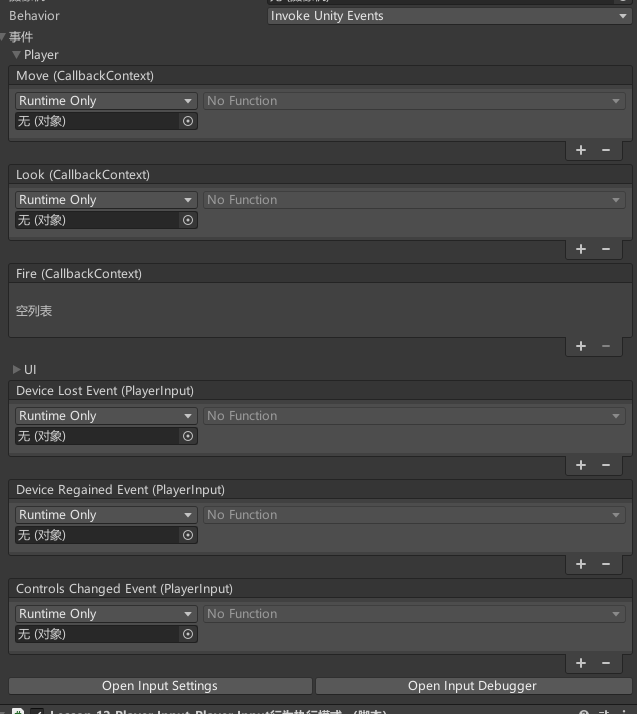 Behavior
Invoke Unity Events
事件
Player
Move (CallbackContext)
Runtime Only
No Function
无 (对象)
Look (CallbackContext)
Runtime Only
No Function
无 (对象)
Fire (CallbackContext)
空列表
UI
Device Lost Event (PlayerInput)
Runtime Only
No Function
无 (对象)
Device Regained Event (PlayerInput)
Runtime Only
No Function
无 (对象)
Controls Changed Event (PlayerInput)
Runtime Only
No Function
无 (对象)
Open Input Settings
Open Input Debugger